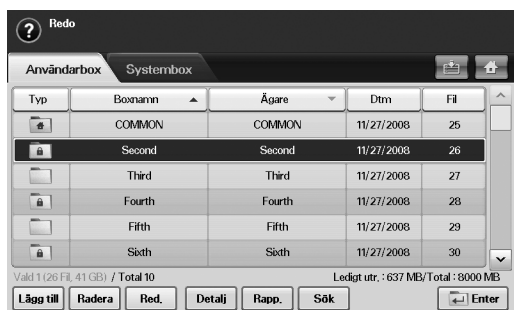 Redo
Användarbox Systembox
Typ Boxnamn Ägare Dtm Fil
COMMON COMMON 11/27/2008 25
Second Second 11/27/2008 26
Third Third 11/27/2008 27
Fourth Fourth 11/27/2008 28
Fifth Fifth 11/27/2008 29
Sixth Sixth 11/27/2008 30
Vald 1 (26 Fil, 41 GB) / Total 10 Ledigt utr. : 637 MB/Total : 8000 MB
Lägg till Radera Red. Detalj Rapp. Sök Enter